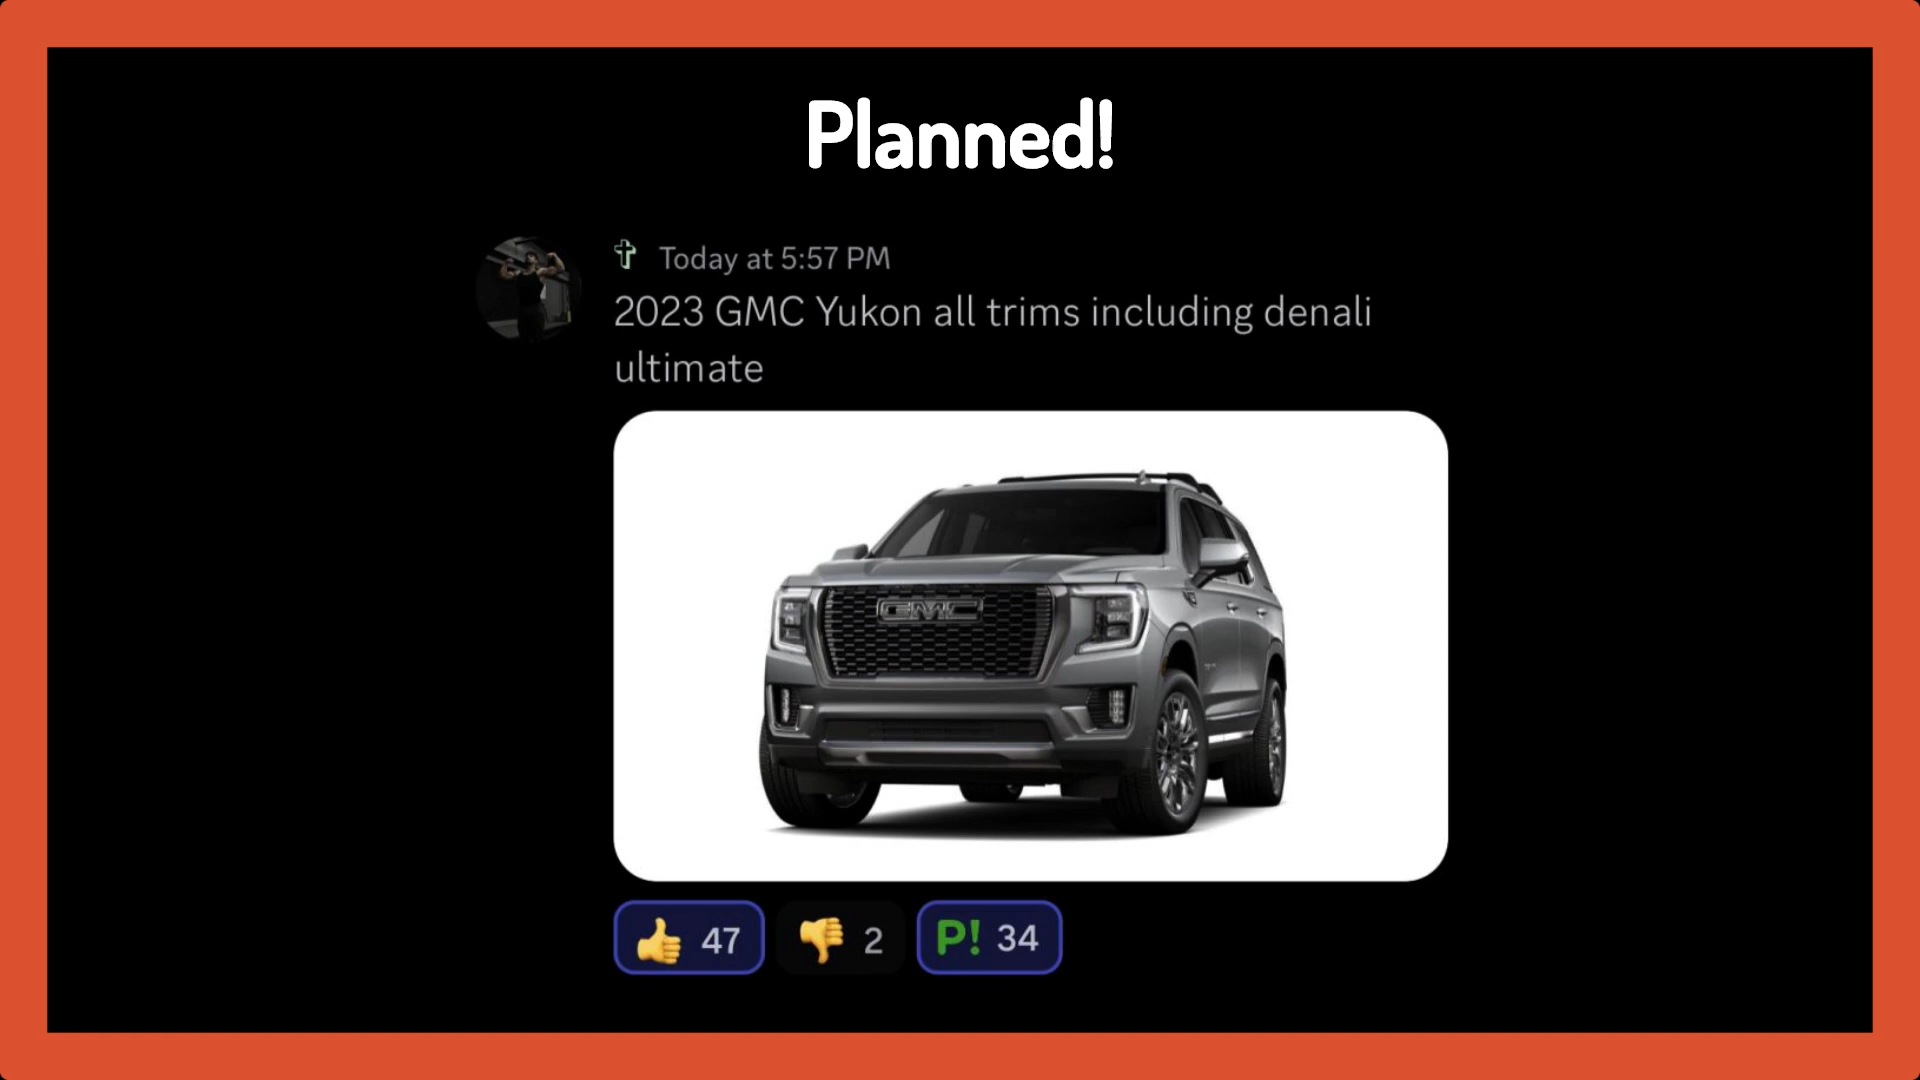 Planned!
✞ Today at 5:57 PM
2023 GMC Yukon all trims including denali
ultimate
GMC
👍 47 👎 2 P! 34